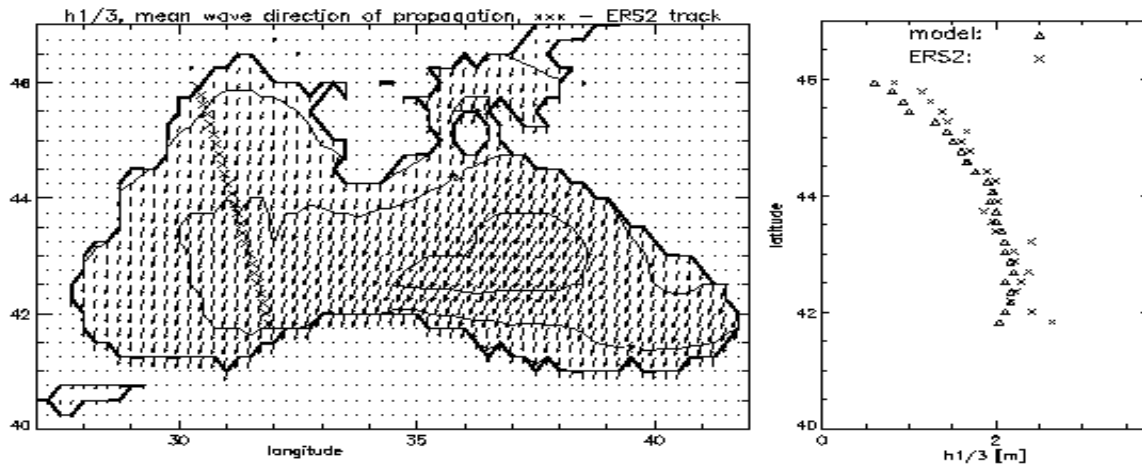 h1/3, mean wave direction of propagation, *** – ERS2 track
46
44
42
40
30
35
40
longitude
model: △
ERS2: ×
46
44
42
40
latitude
0
2
h1/3 [m]